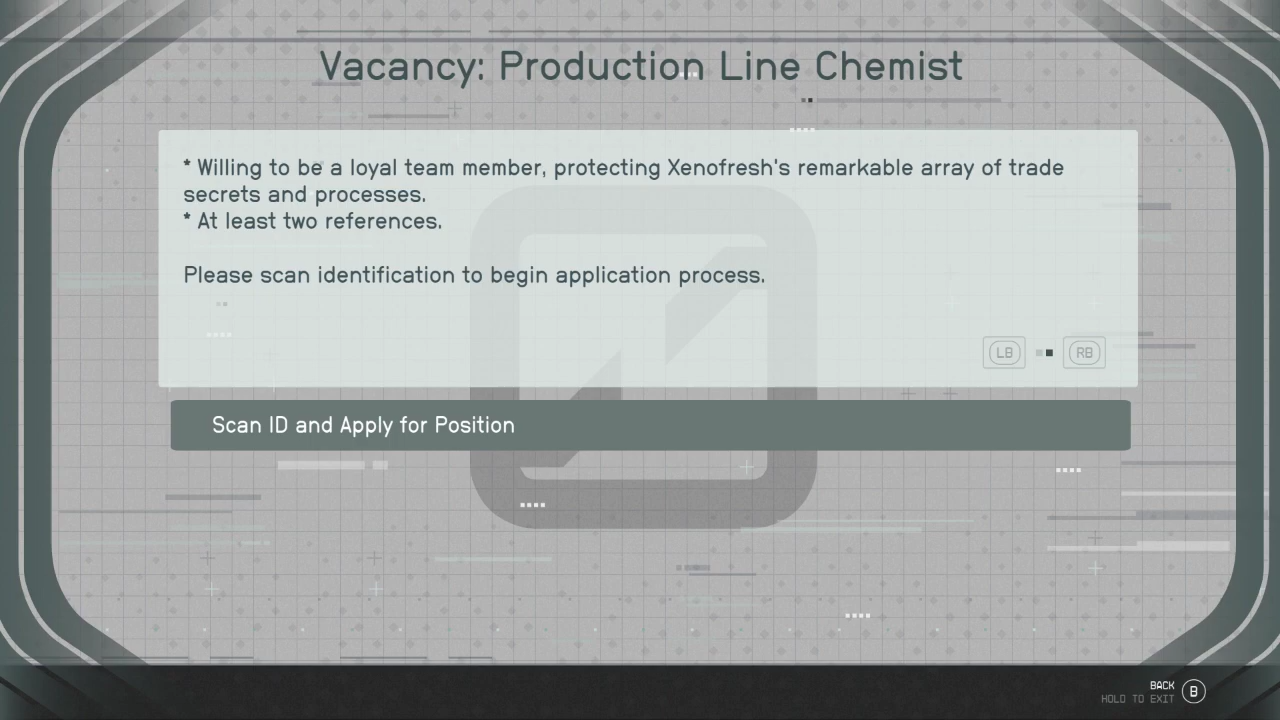 Vacancy: Production Line Chemist
* Willing to be a loyal team member, protecting Xenofresh's remarkable array of trade
secrets and processes.
* At least two references.
Please scan identification to begin application process.
LB RB
Scan ID and Apply for Position
BACK
HOLD TO EXIT
B